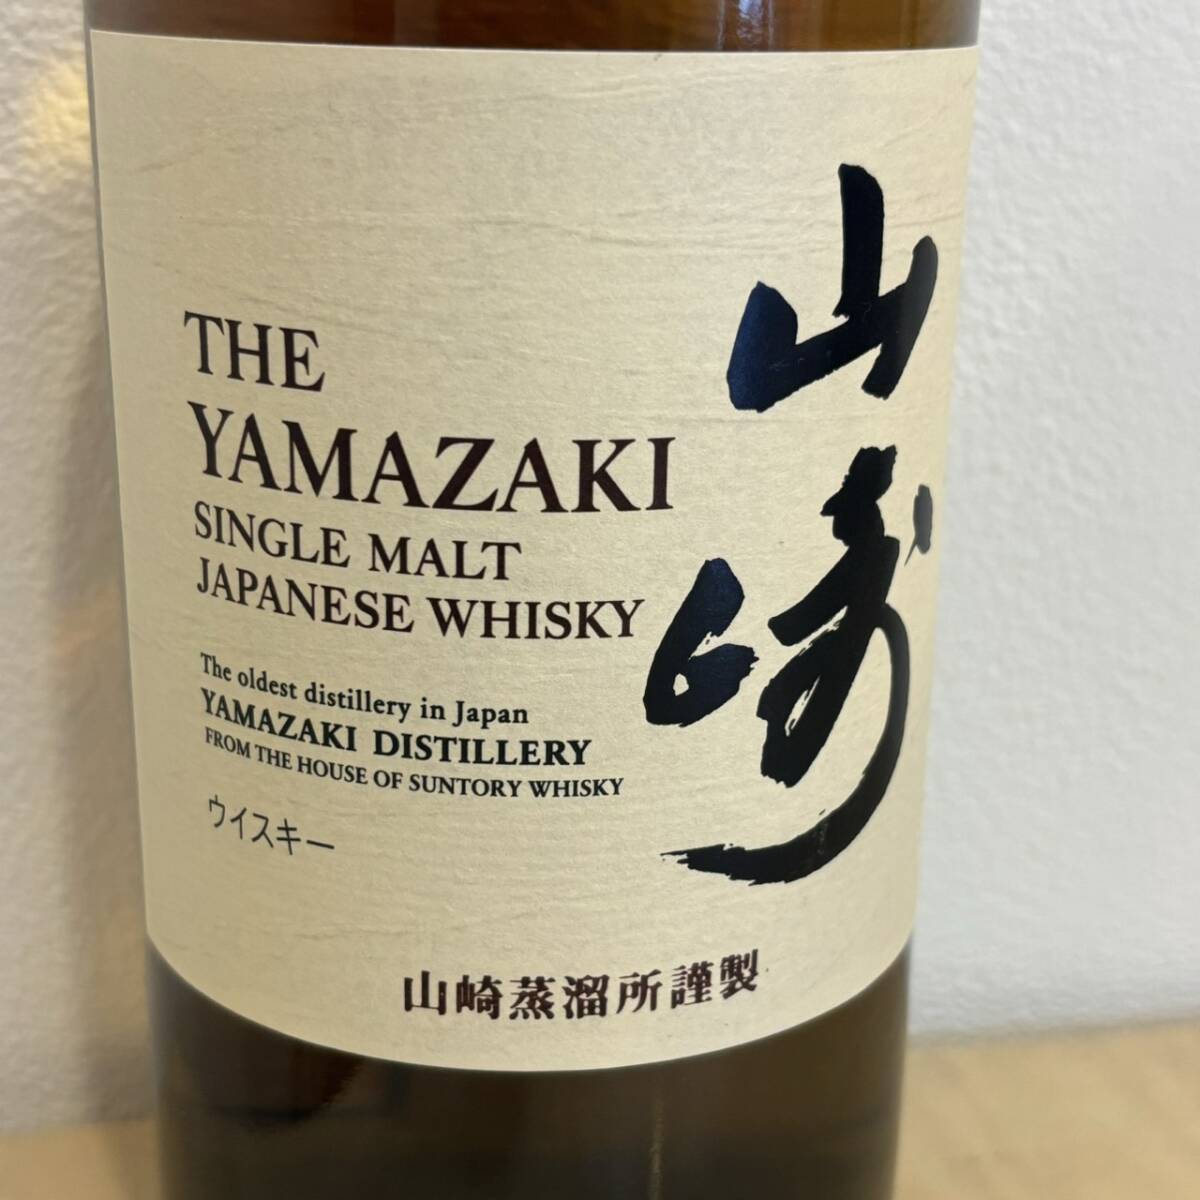 THE
YAMAZAKI
SINGLE MALT
JAPANESE WHISKY
The oldest distillery in Japan
YAMAZAKI DISTILLERY
FROM THE HOUSE OF SUNTORY WHISKY
ウイスキー
山崎
山崎蒸溜所謹製